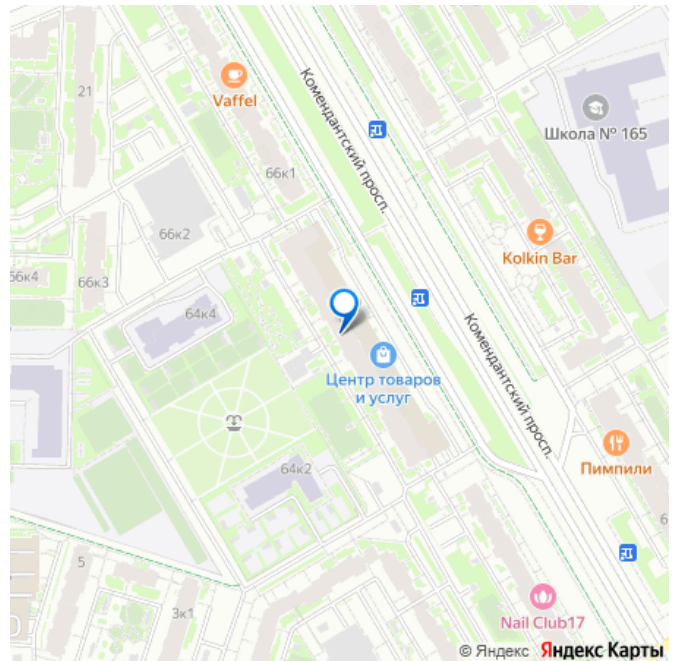 21
Vaffel
Комендантский просп.
Школа № 165
66к1
66к2
Kolkin Bar
66к4
66к3
64к4
Комендантский просп.
Центр товаров
и услуг
Пимпили
64к2
6
5
3к1
Nail Club17
© Яндекс Яндекс Карты